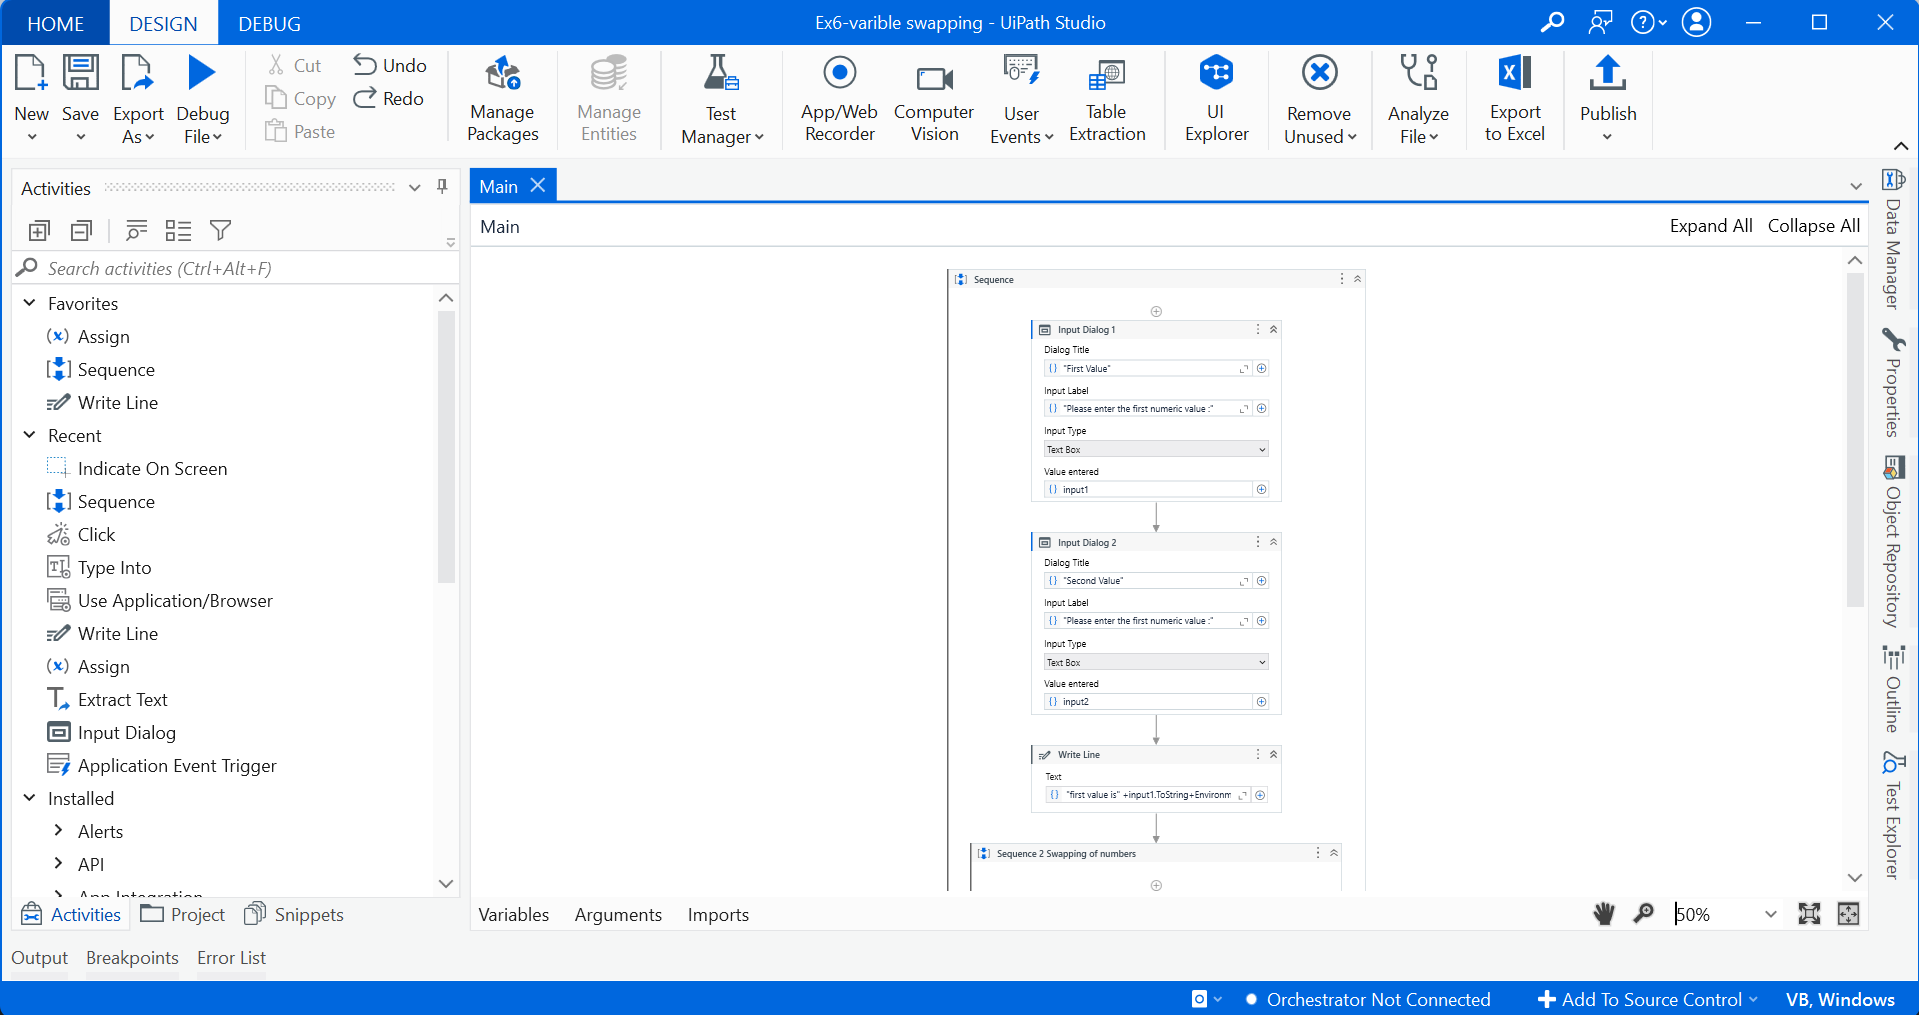 HOME
DESIGN
DEBUG
Ex6-varible swapping - UiPath Studio
New
Save
Export As
Debug File
Cut
Copy
Paste
Undo
Redo
Manage Packages
Manage Entities
Test Manager
App/Web Recorder
Computer Vision
User Events
Table Extraction
UI Explorer
Remove Unused
Analyze File
Export to Excel
Publish
Activities
Search activities (Ctrl+Alt+F)
Favorites
Assign
Sequence
Write Line
Recent
Indicate On Screen
Sequence
Click
Type Into
Use Application/Browser
Write Line
Assign
Extract Text
Input Dialog
Application Event Trigger
Installed
Alerts
API
App Integration
Activities
Project
Snippets
Main
Main
Expand All
Collapse All
Sequence
Input Dialog 1
Dialog Title
"First Value"
Input Label
"Please enter the first numeric value :"
Input Type
Text Box
Value entered
input1
Input Dialog 2
Dialog Title
"Second Value"
Input Label
"Please enter the first numeric value :"
Input Type
Text Box
Value entered
input2
Write Line
Text
"first value is" +input1.ToString+Environm
Sequence 2 Swapping of numbers
Variables
Arguments
Imports
50%
Data Manager
Properties
Object Repository
Outline
Test Explorer
Output
Breakpoints
Error List
Orchestrator Not Connected
Add To Source Control
VB, Windows